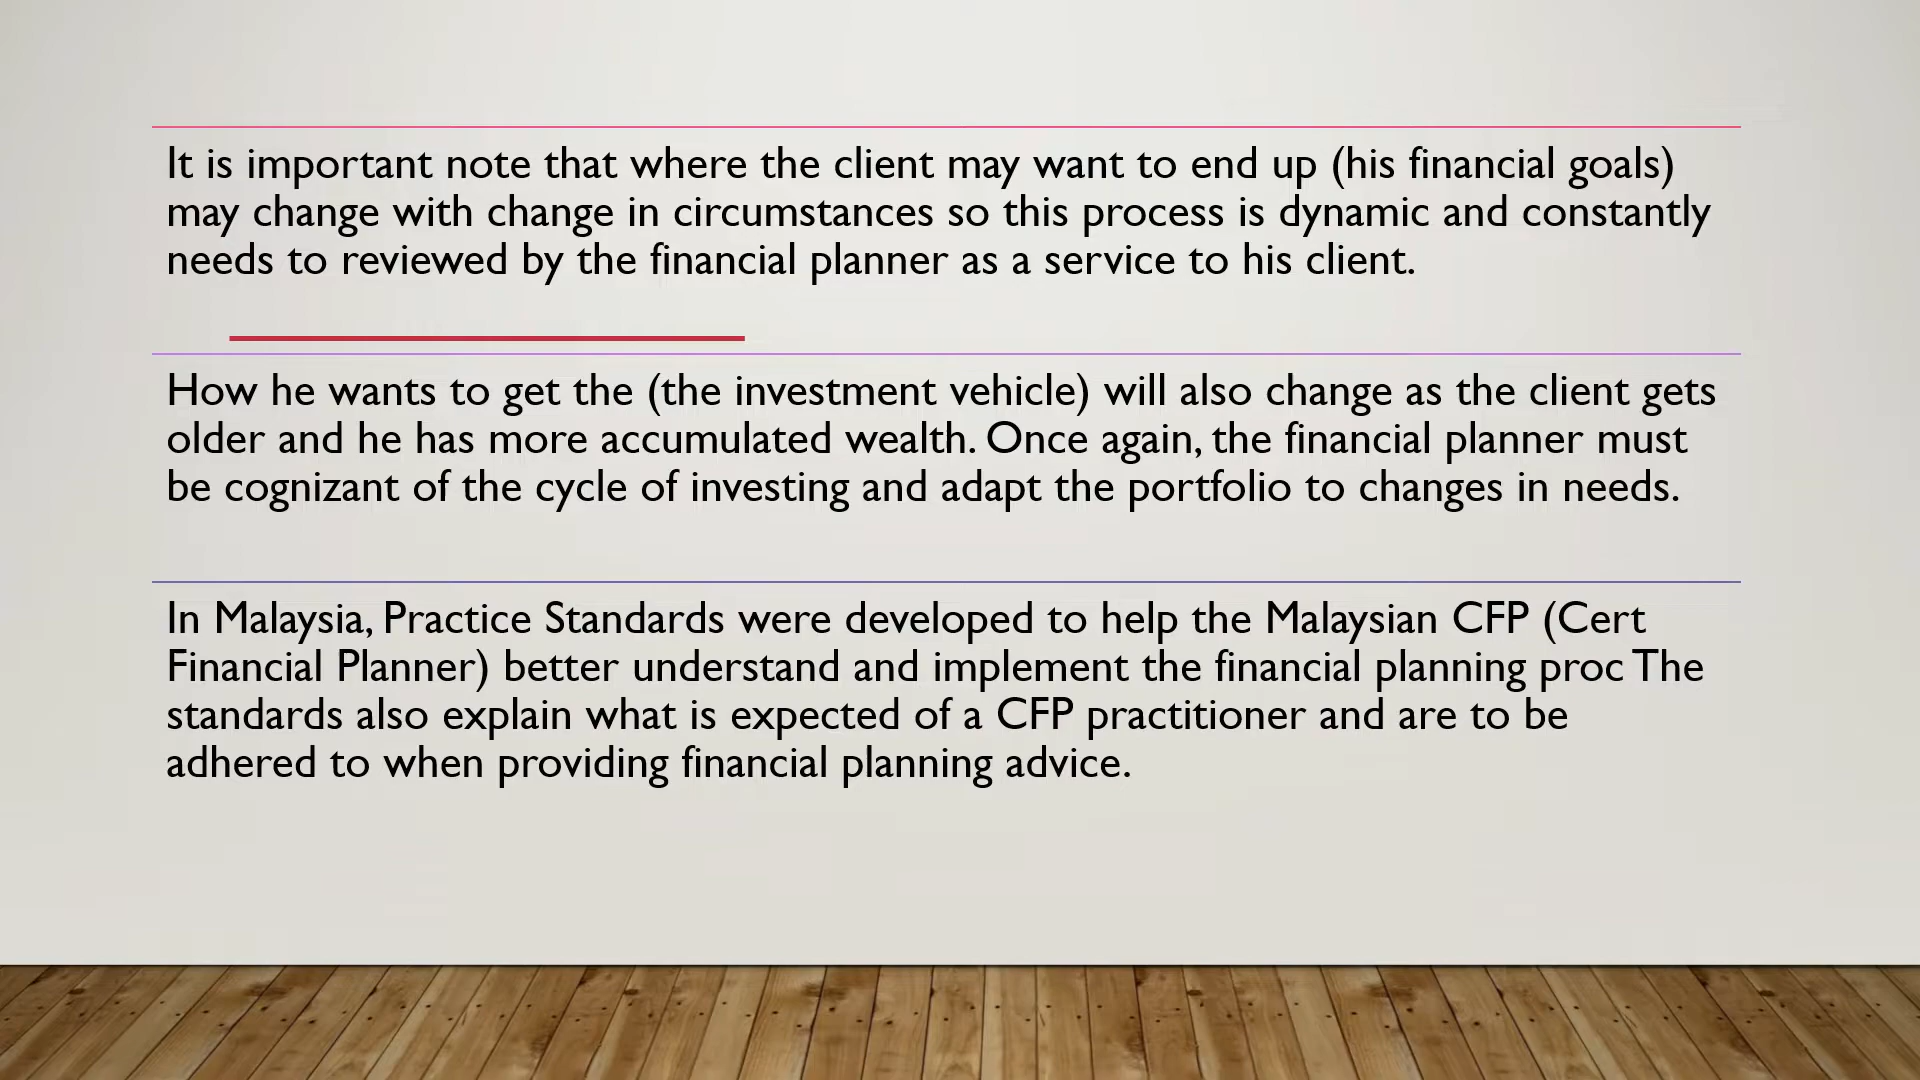 It is important note that where the client may want to end up (his financial goals)
may change with change in circumstances so this process is dynamic and constantly
needs to reviewed by the financial planner as a service to his client.
How he wants to get the (the investment vehicle) will also change as the client gets
older and he has more accumulated wealth. Once again, the financial planner must
be cognizant of the cycle of investing and adapt the portfolio to changes in needs.
In Malaysia, Practice Standards were developed to help the Malaysian CFP (Cert
Financial Planner) better understand and implement the financial planning proc The
standards also explain what is expected of a CFP practitioner and are to be
adhered to when providing financial planning advice.